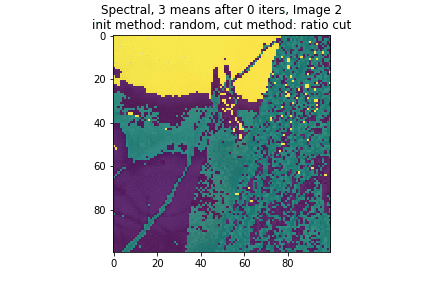 Spectral, 3 means after 0 iters, Image 2
init method: random, cut method: ratio cut
0
20
40
60
80
0 20 40 60 80